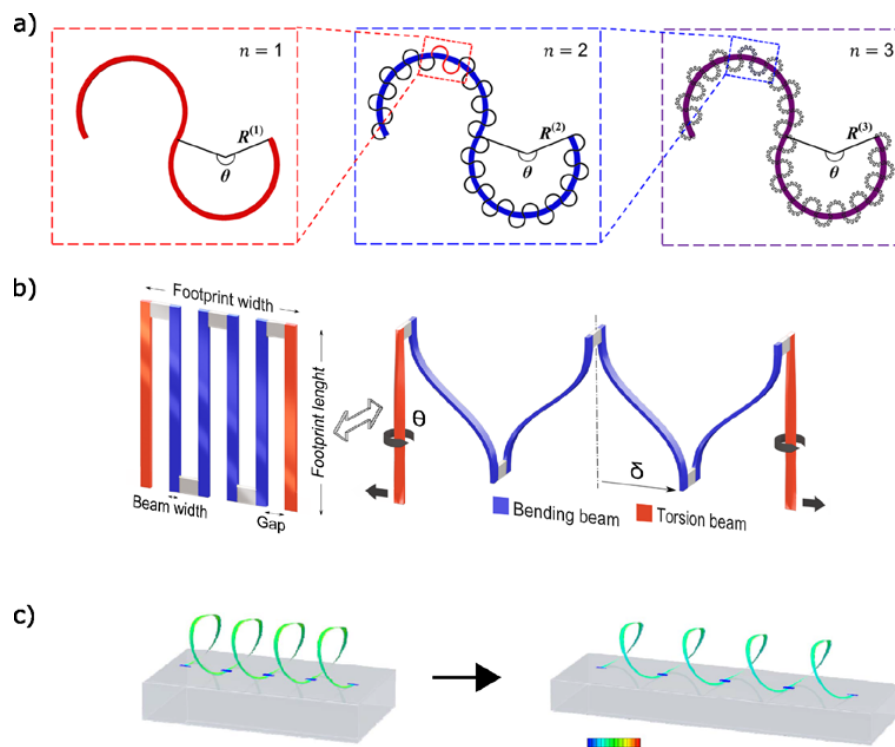 a)
n = 1
n = 2
n = 3
R(1)
θ
R(2)
θ
R(3)
θ
b)
Footprint width
Footprint lenght
Beam width
Gap
θ
δ
Bending beam
Torsion beam
c)